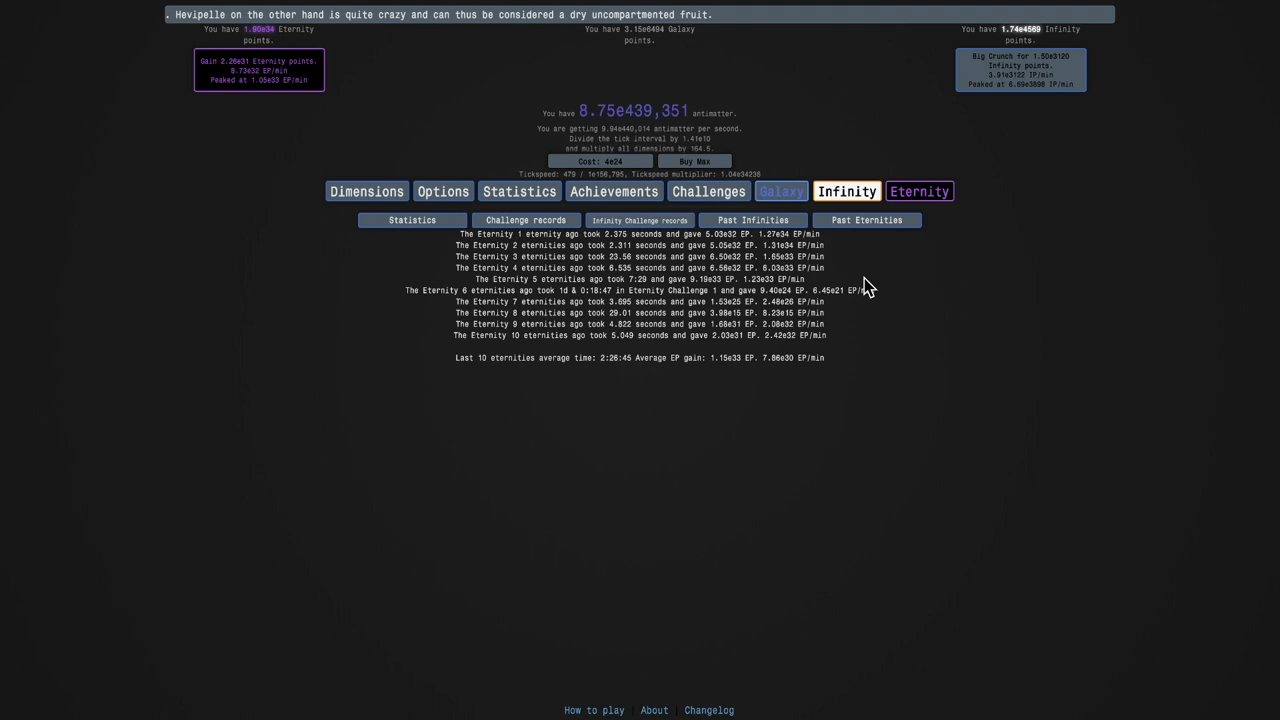 . Hevipelle on the other hand is quite crazy and can thus be considered a dry uncompartmented fruit.
You have 1.90e34 Eternity points.
You have 3.15e6494 Galaxy points.
You have 1.74e4569 Infinity points.
Gain 2.26e31 Eternity points.
8.73e32 EP/min
Peaked at 1.05e33 EP/min
Big Crunch for 1.50e3120
Infinity points.
3.91e3122 IP/min
Peaked at 6.69e3898 IP/min
You have 8.75e439,351 antimatter.
You are getting 9.94e440,014 antimatter per second.
Divide the tick interval by 1.41e10
and multiply all dimensions by 164.5.
Cost: 4e24 Buy Max
Tickspeed: 479 / 1e156,795, Tickspeed multiplier: 1.04e34236
Dimensions Options Statistics Achievements Challenges Galaxy Infinity Eternity
Statistics Challenge records Infinity Challenge records Past Infinities Past Eternities
The Eternity 1 eternity ago took 2.375 seconds and gave 5.03e32 EP. 1.27e34 EP/min
The Eternity 2 eternities ago took 2.311 seconds and gave 5.05e32 EP. 1.31e34 EP/min
The Eternity 3 eternities ago took 23.56 seconds and gave 6.50e32 EP. 1.65e33 EP/min
The Eternity 4 eternities ago took 6.535 seconds and gave 6.56e32 EP. 6.03e33 EP/min
The Eternity 5 eternities ago took 7:29 and gave 9.19e33 EP. 1.23e33 EP/min
The Eternity 6 eternities ago took 1d & 0:18:47 in Eternity Challenge 1 and gave 9.40e24 EP. 6.45e21 EP/min
The Eternity 7 eternities ago took 3.695 seconds and gave 1.53e25 EP. 2.48e26 EP/min
The Eternity 8 eternities ago took 29.01 seconds and gave 3.98e15 EP. 8.23e15 EP/min
The Eternity 9 eternities ago took 4.822 seconds and gave 1.68e31 EP. 2.08e32 EP/min
The Eternity 10 eternities ago took 5.049 seconds and gave 2.03e31 EP. 2.42e32 EP/min
Last 10 eternities average time: 2:26:45 Average EP gain: 1.15e33 EP. 7.86e30 EP/min
How to play | About | Changelog